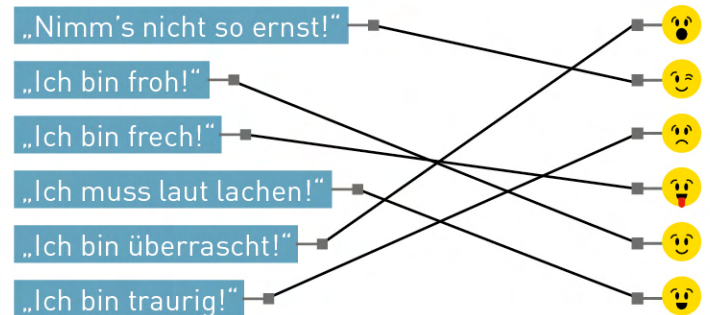 „Nimm’s nicht so ernst!“
„Ich bin froh!“
„Ich bin frech!“
„Ich muss laut lachen!“
„Ich bin überrascht!“
„Ich bin traurig!“